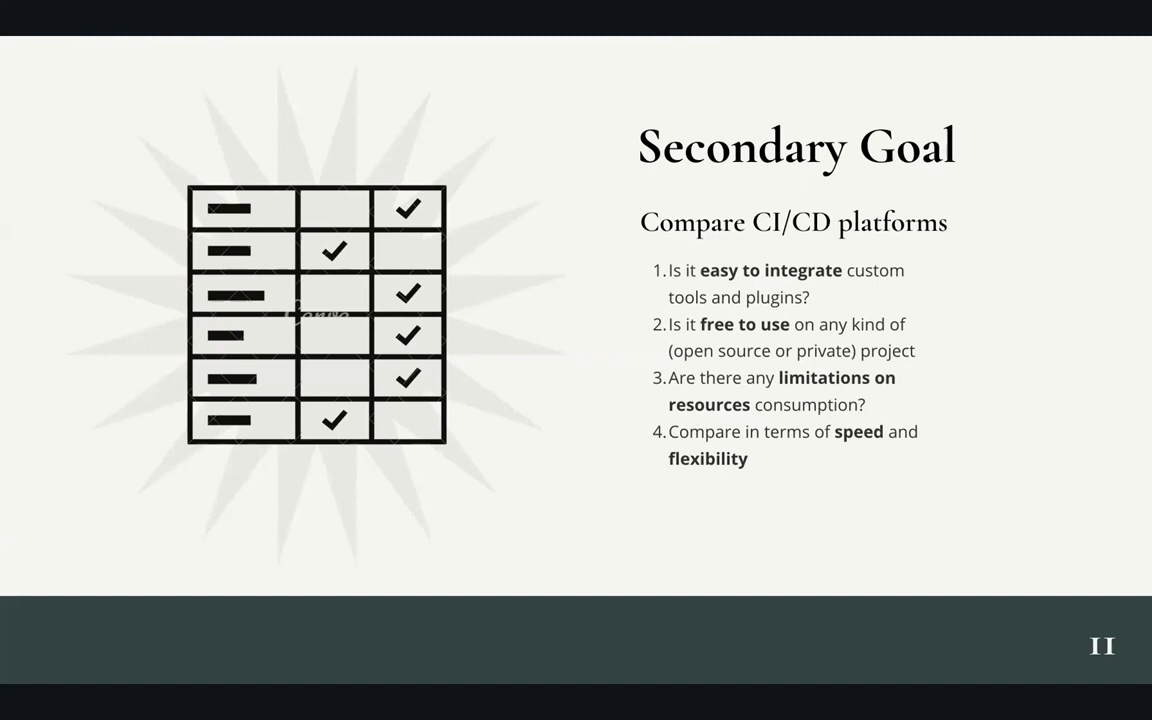 Secondary Goal
Compare CI/CD platforms
1. Is it easy to integrate custom
tools and plugins?
2. Is it free to use on any kind of
(open source or private) project
3. Are there any limitations on
resources consumption?
4. Compare in terms of speed and
flexibility
Canva
11